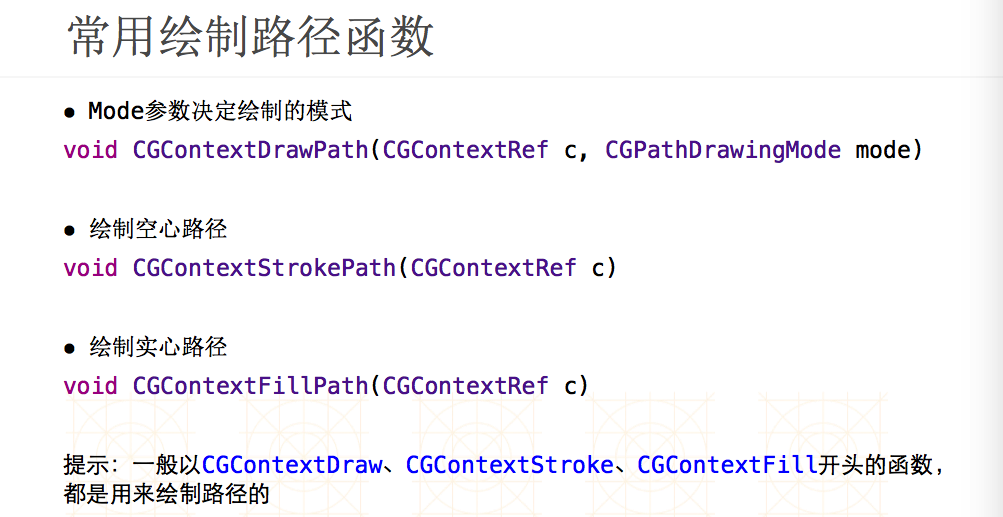 常用绘制路径函数
● Mode参数决定绘制的模式
void CGContextDrawPath(CGContextRef c, CGPathDrawingMode mode)
● 绘制空心路径
void CGContextStrokePath(CGContextRef c)
● 绘制实心路径
void CGContextFillPath(CGContextRef c)
提示：一般以CGContextDraw、CGContextStroke、CGContextFill开头的函数，
都是用来绘制路径的